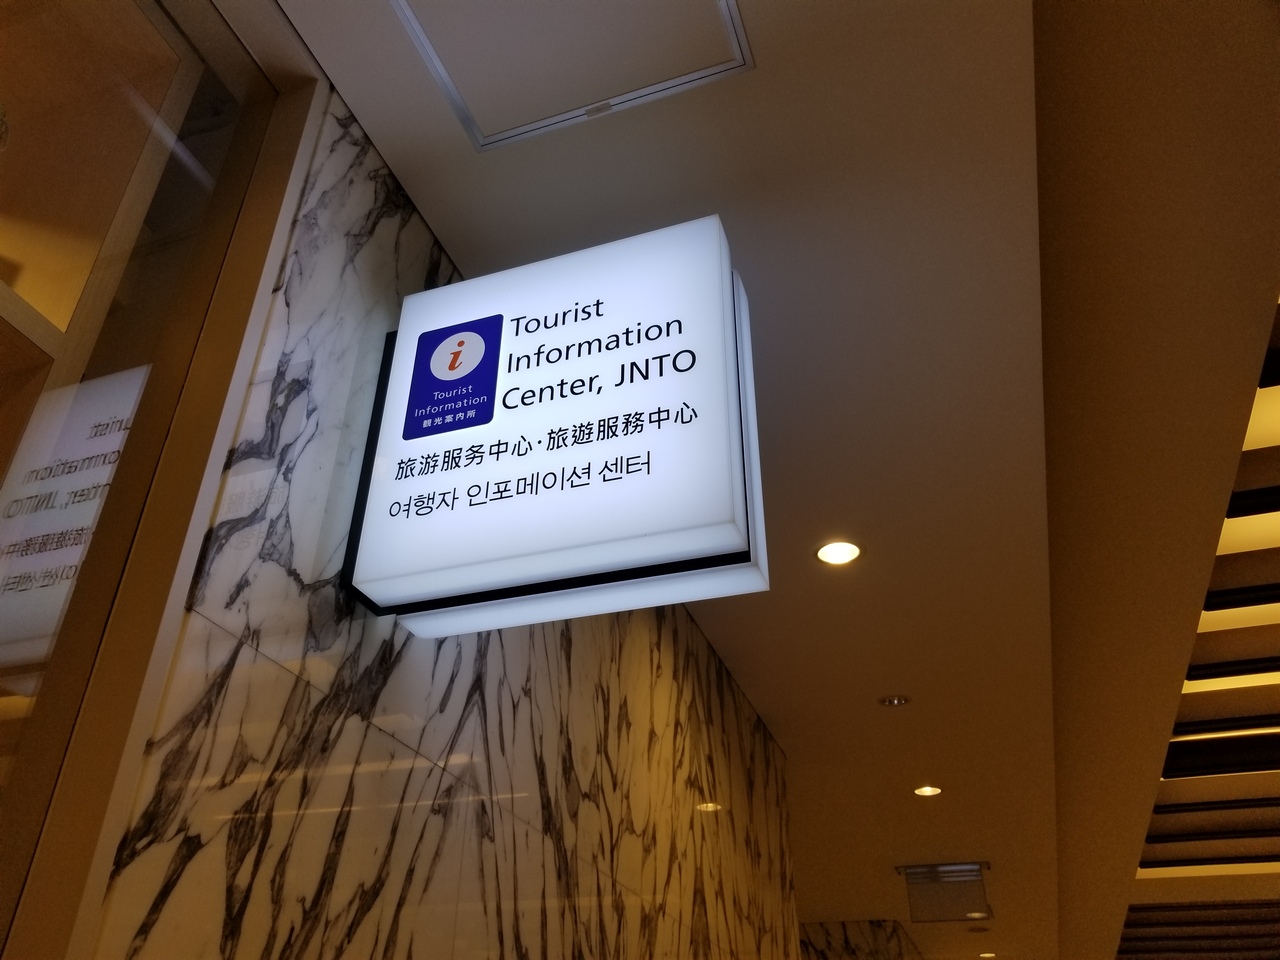 i
Tourist
Information
観光案内所
Tourist
Information
Center, JNTO
旅游服务中心·旅遊服務中心
여행자 인포메이션 센터